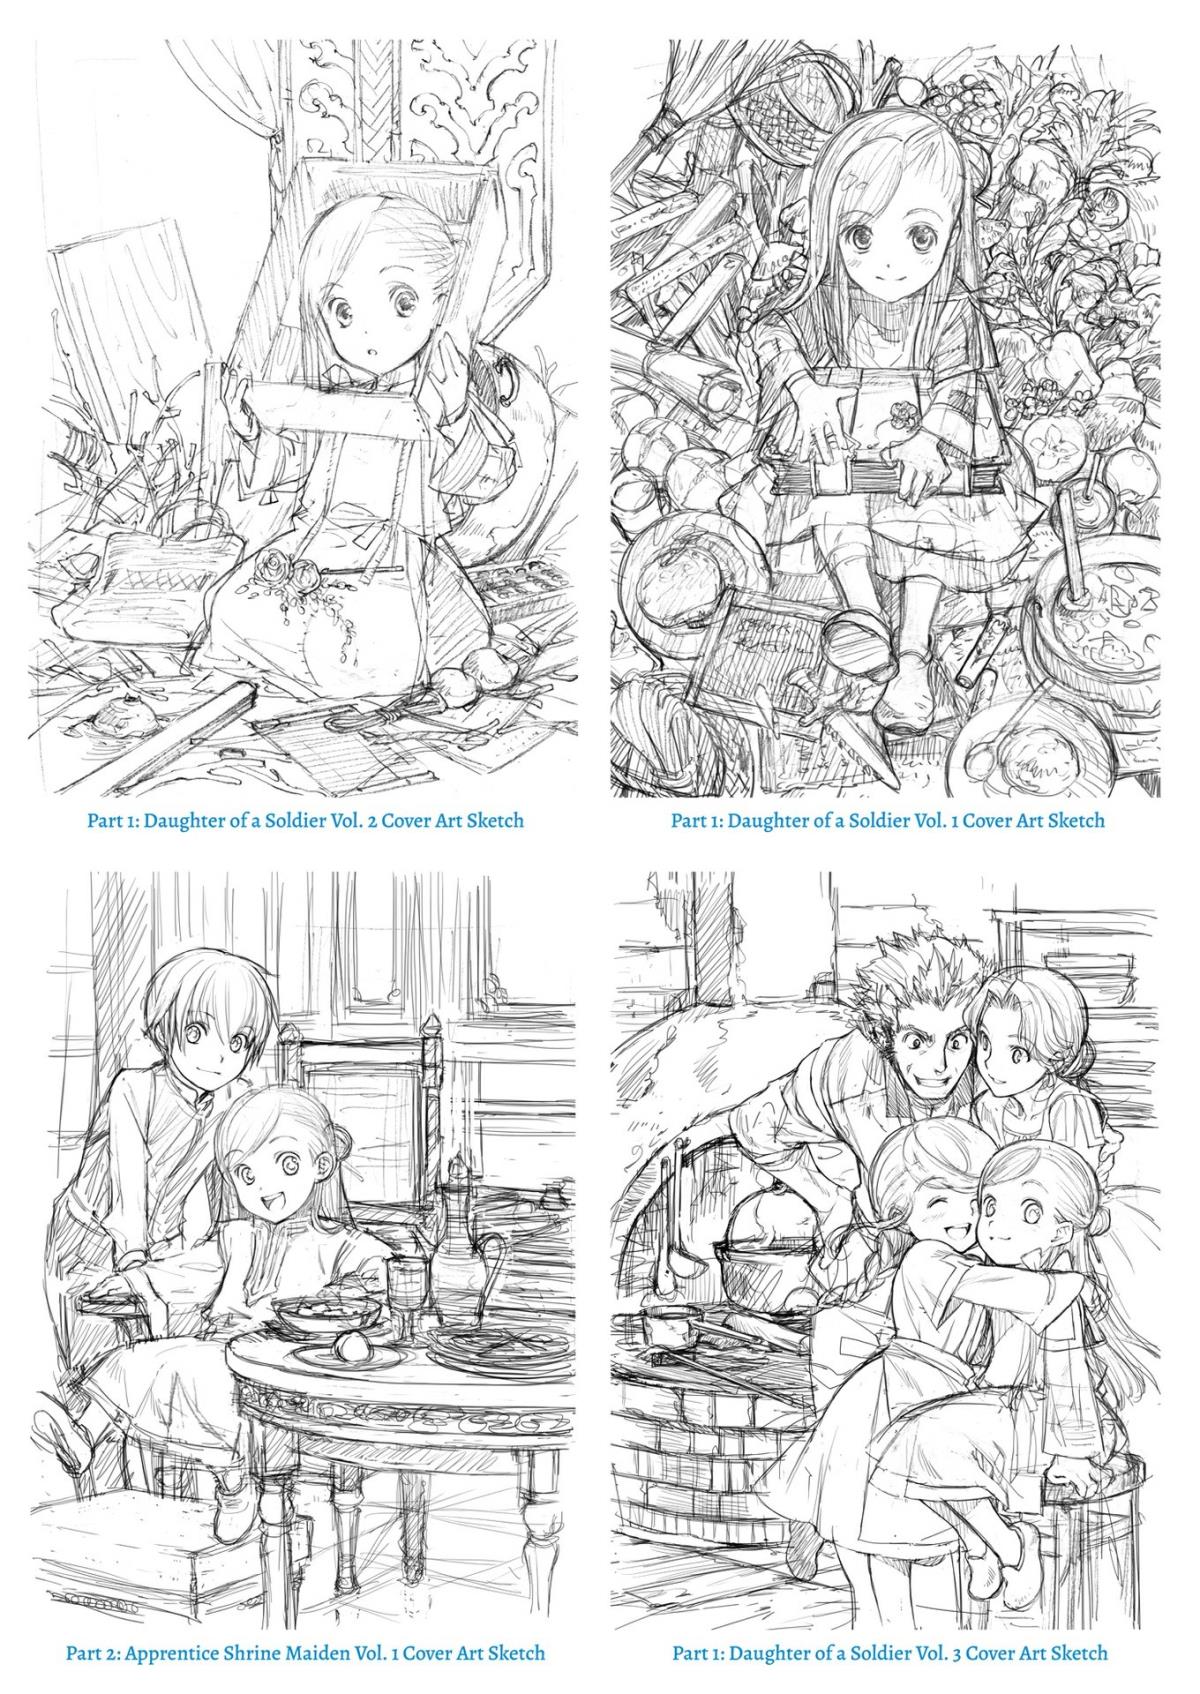 Part 1: Daughter of a Soldier Vol. 2 Cover Art Sketch
Part 1: Daughter of a Soldier Vol. 1 Cover Art Sketch
Part 2: Apprentice Shrine Maiden Vol. 1 Cover Art Sketch
Part 1: Daughter of a Soldier Vol. 3 Cover Art Sketch